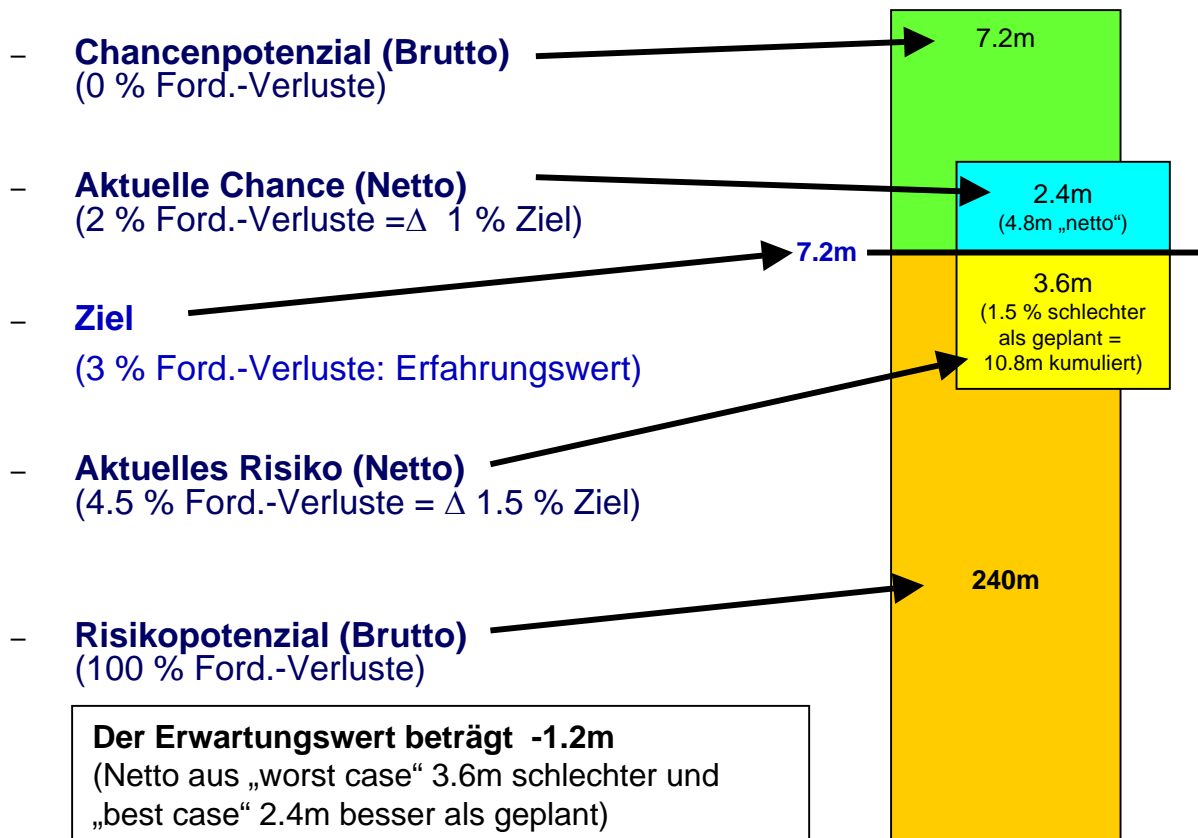 – Chancenpotenzial (Brutto)
(0 % Ford.-Verluste)
7.2m
– Aktuelle Chance (Netto)
(2 % Ford.-Verluste =Δ 1 % Ziel)
2.4m
(4.8m „netto“)
7.2m
– Ziel
(3 % Ford.-Verluste: Erfahrungswert)
3.6m
(1.5 % schlechter
als geplant =
10.8m kumuliert)
– Aktuelles Risiko (Netto)
(4.5 % Ford.-Verluste = Δ 1.5 % Ziel)
240m
– Risikopotenzial (Brutto)
(100 % Ford.-Verluste)
Der Erwartungswert beträgt -1.2m
(Netto aus „worst case“ 3.6m schlechter und
„best case“ 2.4m besser als geplant)